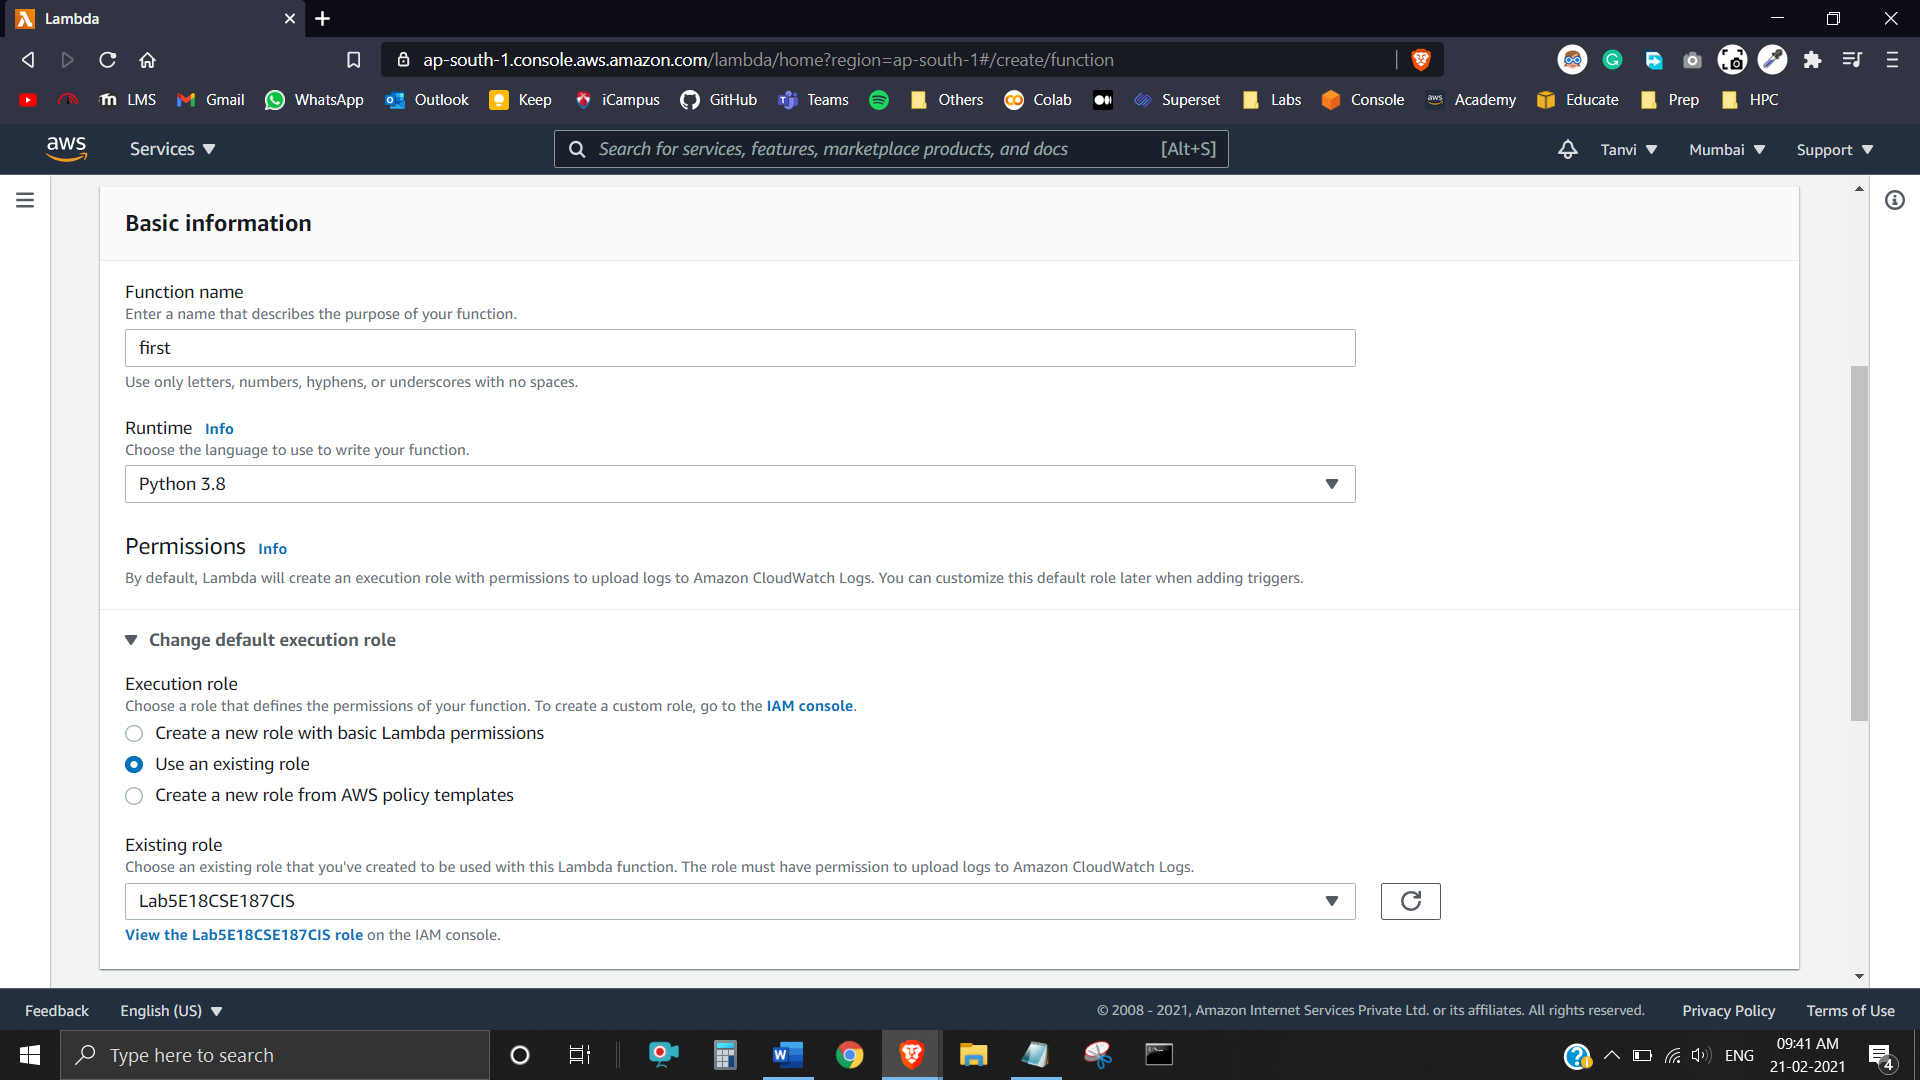 Lambda
ap-south-1.console.aws.amazon.com/lambda/home?region=ap-south-1#/create/function
LMS Gmail WhatsApp Outlook Keep iCampus GitHub Teams Others Colab Superset Labs Console aws Academy Educate Prep HPC
aws Services Search for services, features, marketplace products, and docs [Alt+S] Tanvi Mumbai Support
Basic information
Function name
Enter a name that describes the purpose of your function.
first
Use only letters, numbers, hyphens, or underscores with no spaces.
Runtime Info
Choose the language to use to write your function.
Python 3.8
Permissions Info
By default, Lambda will create an execution role with permissions to upload logs to Amazon CloudWatch Logs. You can customize this default role later when adding triggers.
Change default execution role
Execution role
Choose a role that defines the permissions of your function. To create a custom role, go to the IAM console.
Create a new role with basic Lambda permissions
Use an existing role
Create a new role from AWS policy templates
Existing role
Choose an existing role that you've created to be used with this Lambda function. The role must have permission to upload logs to Amazon CloudWatch Logs.
Lab5E18CSE187CIS
View the Lab5E18CSE187CIS role on the IAM console.
Feedback English (US) © 2008 - 2021, Amazon Internet Services Private Ltd. or its affiliates. All rights reserved. Privacy Policy Terms of Use
Type here to search
ENG
09:41 AM
21-02-2021
4